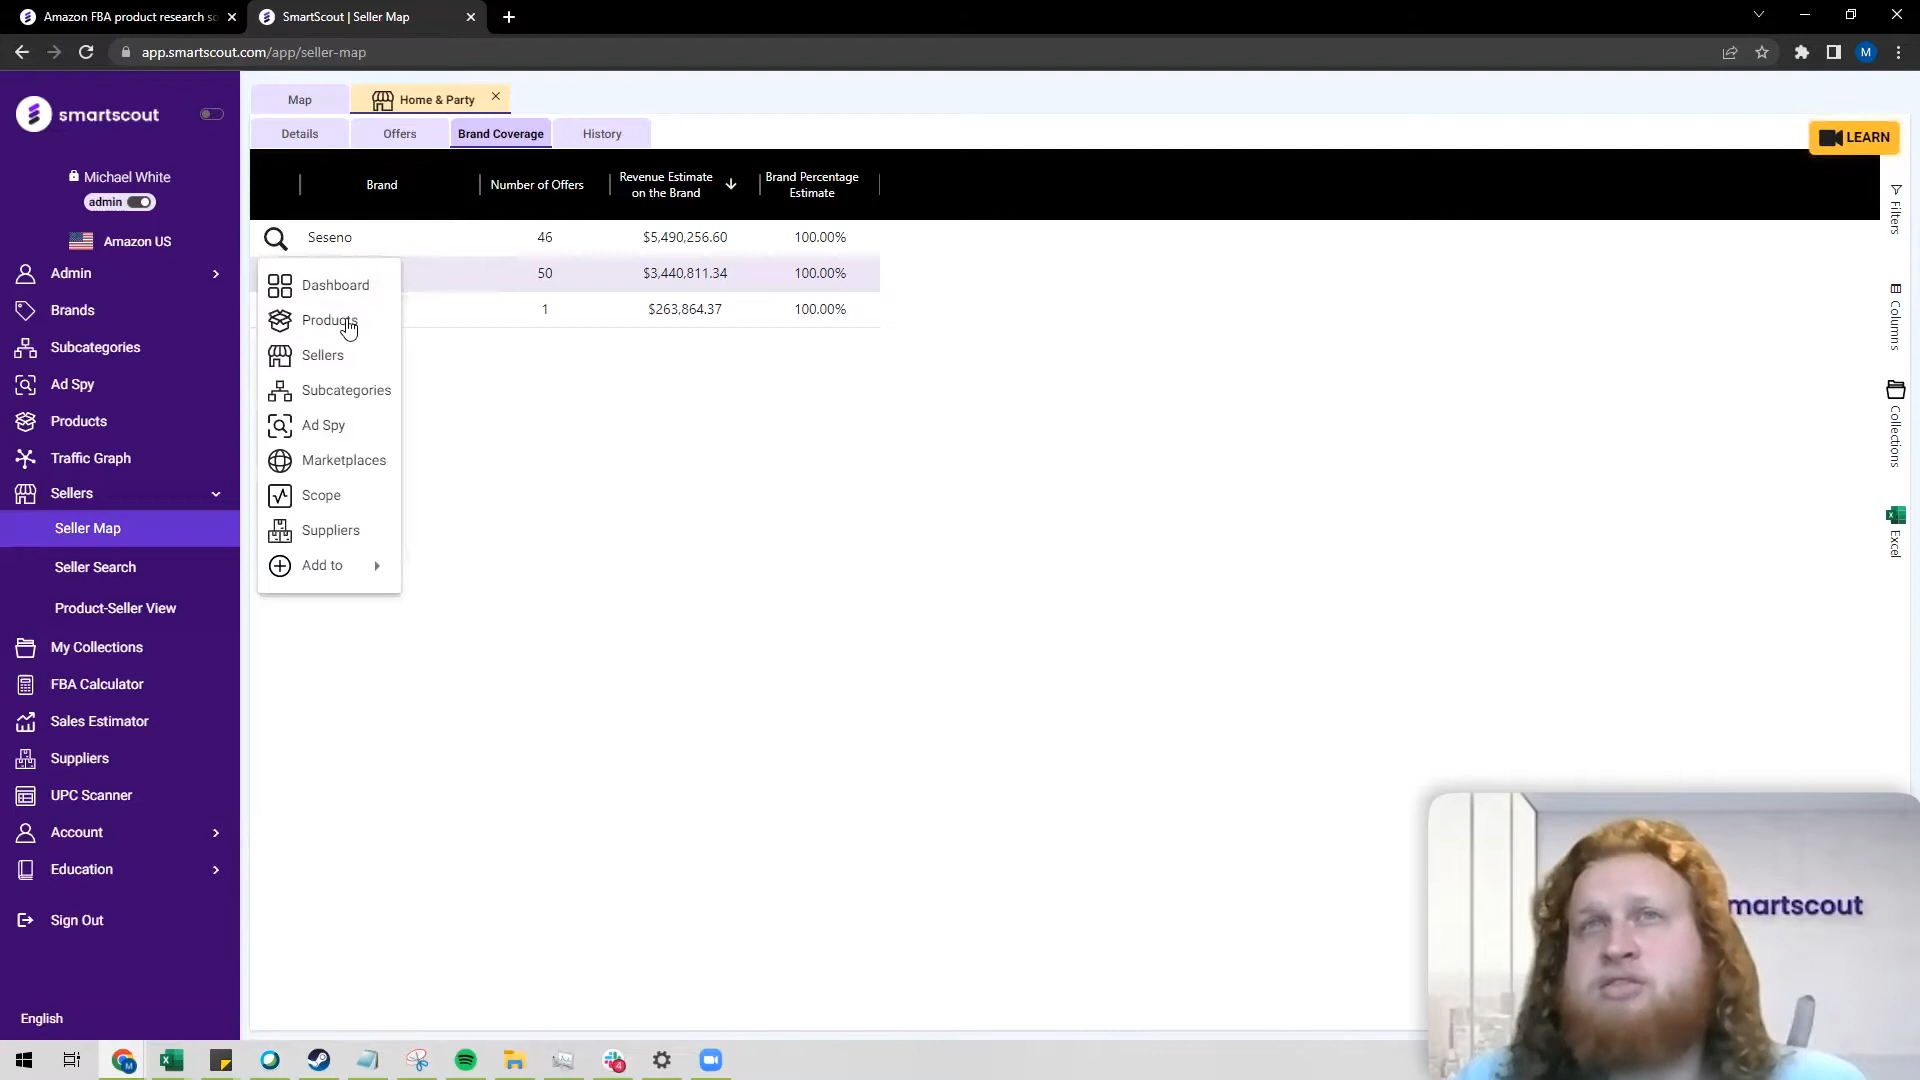 Amazon FBA product research so
SmartScout | Seller Map
app.smartscout.com/app/seller-map
M
smartscout
Michael White
admin
Amazon US
Admin
Brands
Subcategories
Ad Spy
Products
Traffic Graph
Sellers
Seller Map
Seller Search
Product-Seller View
My Collections
FBA Calculator
Sales Estimator
Suppliers
UPC Scanner
Account
Education
Sign Out
English
Map
Home & Party
Details
Offers
Brand Coverage
History
LEARN
Brand
Number of Offers
Revenue Estimate
on the Brand
Brand Percentage
Estimate
Seseno 46 $5,490,256.60 100.00%
50 $3,440,811.34 100.00%
1 $263,864.37 100.00%
Dashboard
Products
Sellers
Subcategories
Ad Spy
Marketplaces
Scope
Suppliers
Add to
Filters
Columns
Collections
Excel
martscout
4